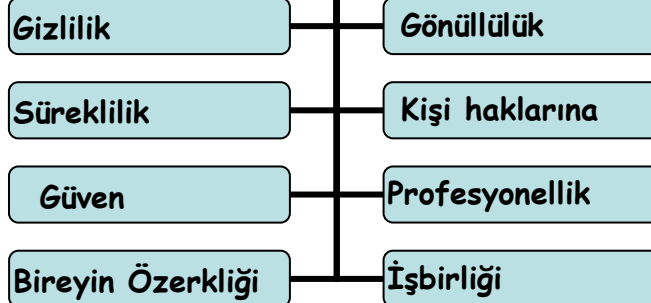 Gizlilik
Gönüllülük
Süreklilik
Kişi haklarına
Güven
Profesyonellik
Bireyin Özerkliği
İşbirliği